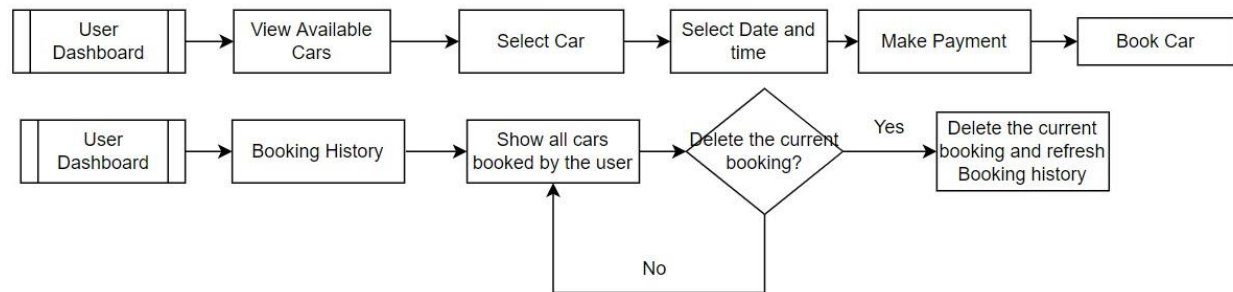 User
Dashboard
View Available
Cars
Select Car
Select Date and
time
Make Payment
Book Car
User
Dashboard
Booking History
Show all cars
booked by the user
Delete the current
booking?
Yes
Delete the current
booking and refresh
Booking history
No